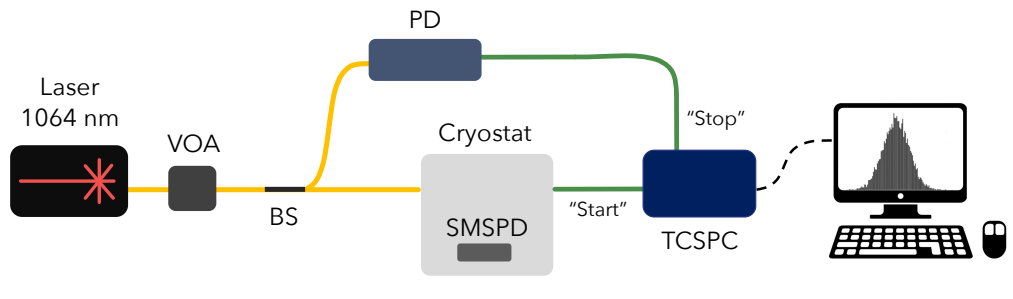 PD
Laser
1064 nm
VOA
Cryostat
"Stop"
BS
SMSPD
"Start"
TCSPC